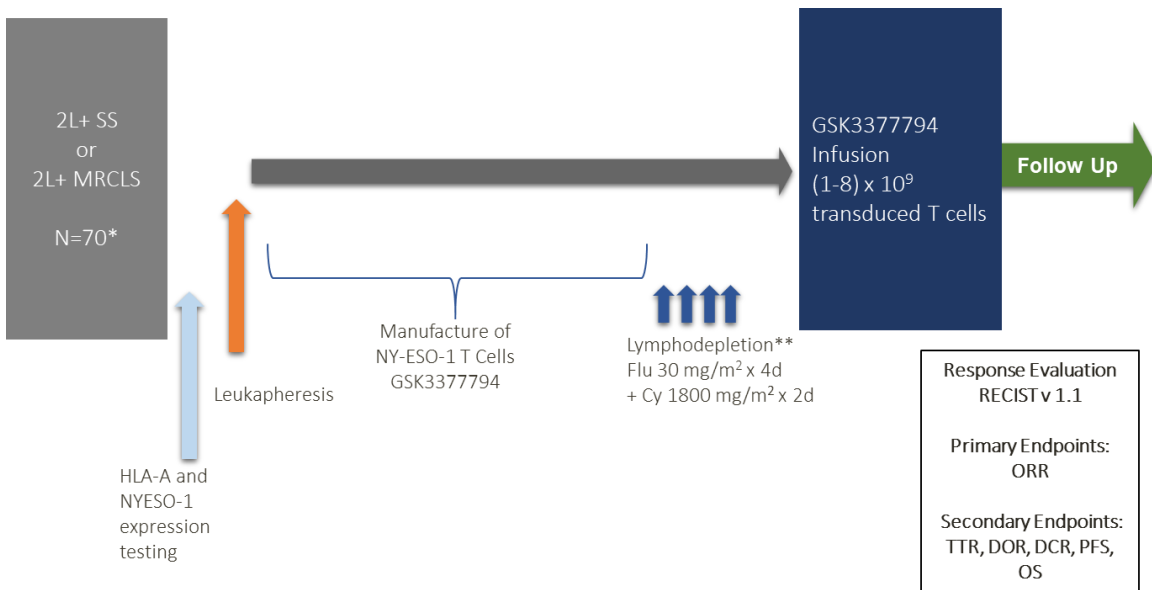 2L+ SS
or
2L+ MRCLS
N=70*
HLA-A and
NYESO-1
expression
testing
Leukapheresis
Manufacture of
NY-ESO-1 T Cells
GSK3377794
Lymphodepletion**
Flu 30 mg/m² x 4d
+ Cy 1800 mg/m² x 2d
GSK3377794
Infusion
(1-8) x 10⁹
transduced T cells
Follow Up
Response Evaluation
RECIST v 1.1
Primary Endpoints:
ORR
Secondary Endpoints:
TTR, DOR, DCR, PFS,
OS